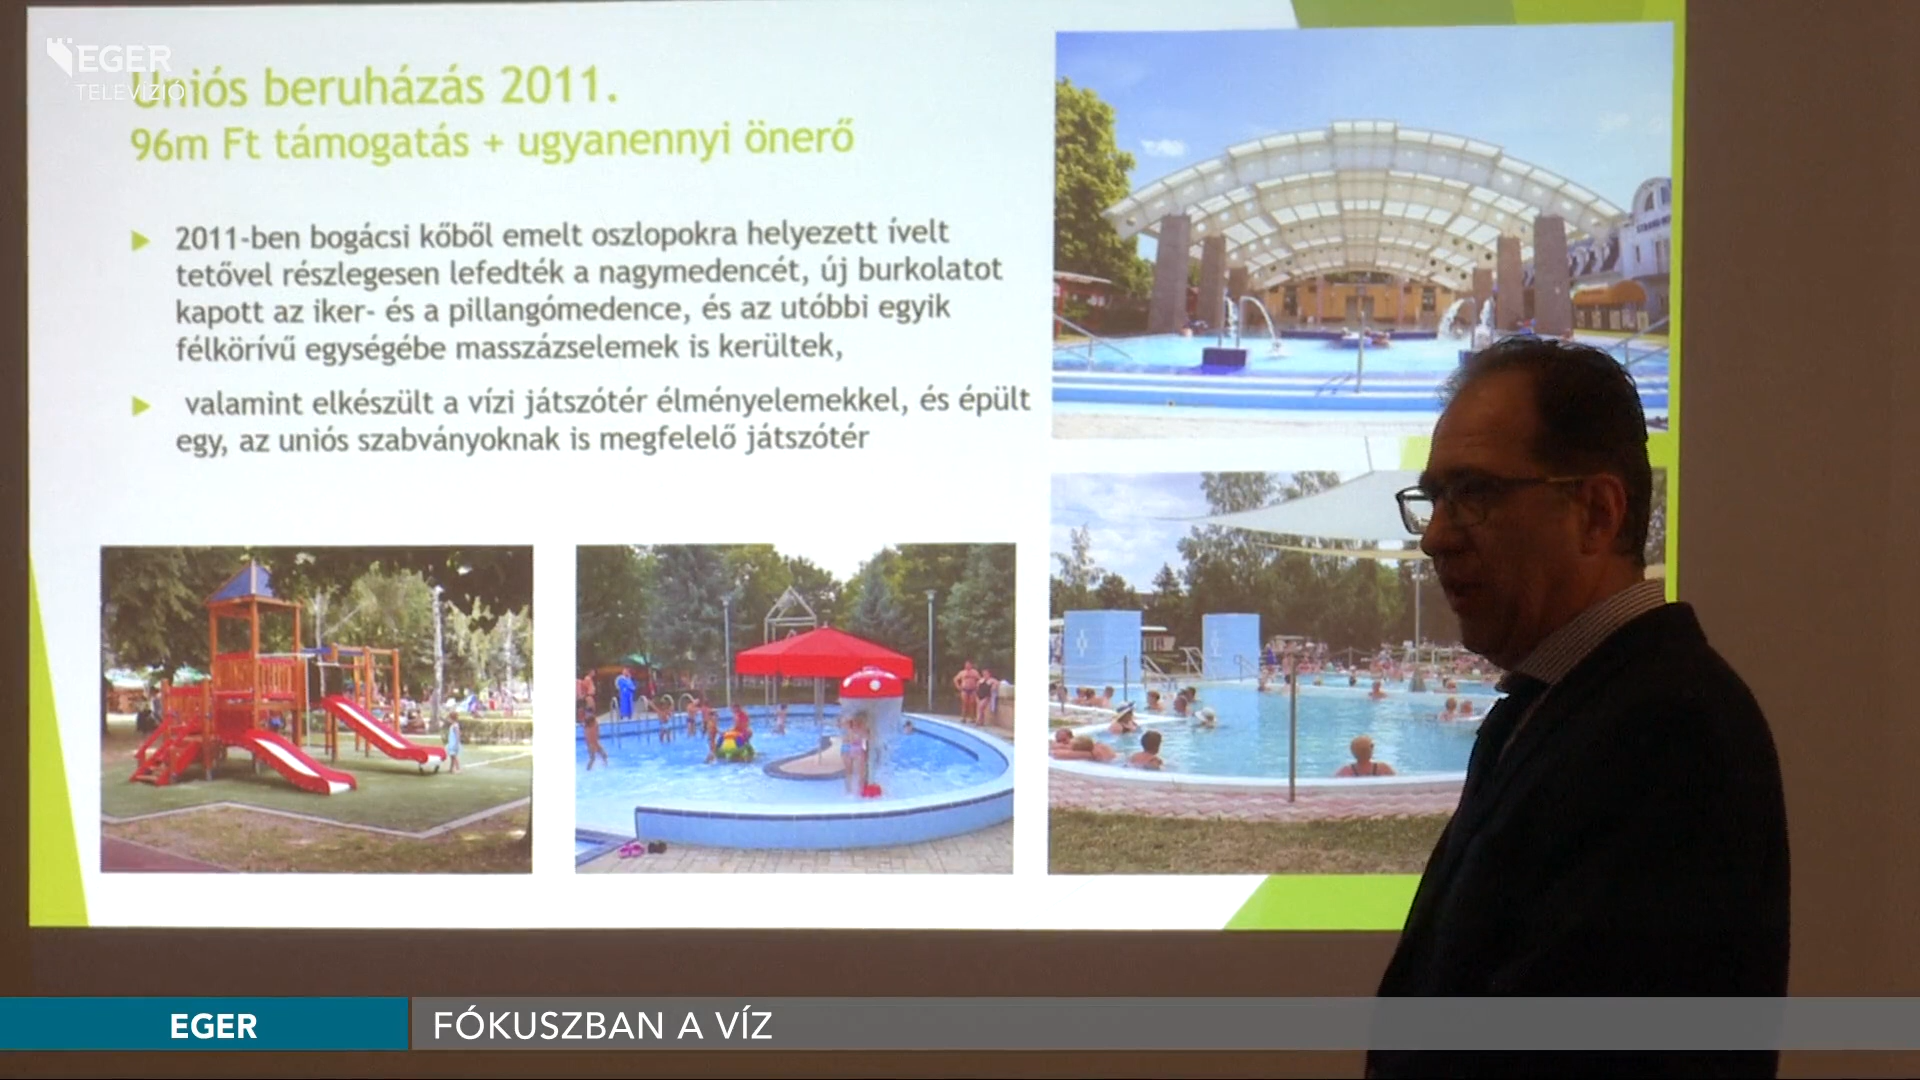 EGER
TELEVÍZIÓ
Uniós beruházás 2011.
96m Ft támogatás + ugyanennyi önerő
2011-ben bogácsi kőből emelt oszlopokra helyezett ívelt
tetővel részlegesen lefedték a nagymedencét, új burkolatot
kapott az iker- és a pillangómedence, és az utóbbi egyik
félkörívű egységébe masszázselemek is kerültek,
valamint elkészült a vízi játszótér élményelemekkel, és épült
egy, az uniós szabványoknak is megfelelő játszótér
EGER
FÓKUSZBAN A VÍZ